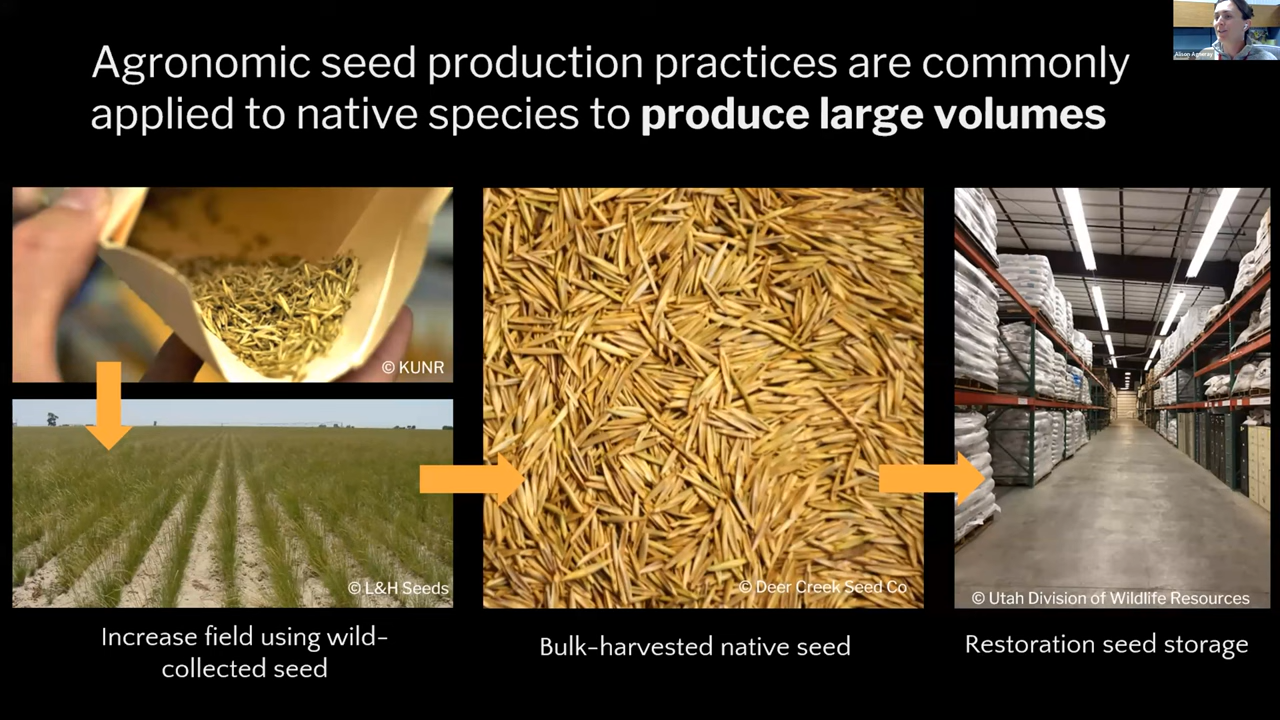 Agronomic seed production practices are commonly
applied to native species to produce large volumes
Alison Agneray
© KUNR
© L&H Seeds
© Deer Creek Seed Co
© Utah Division of Wildlife Resources
Increase field using wild-
collected seed
Bulk-harvested native seed
Restoration seed storage